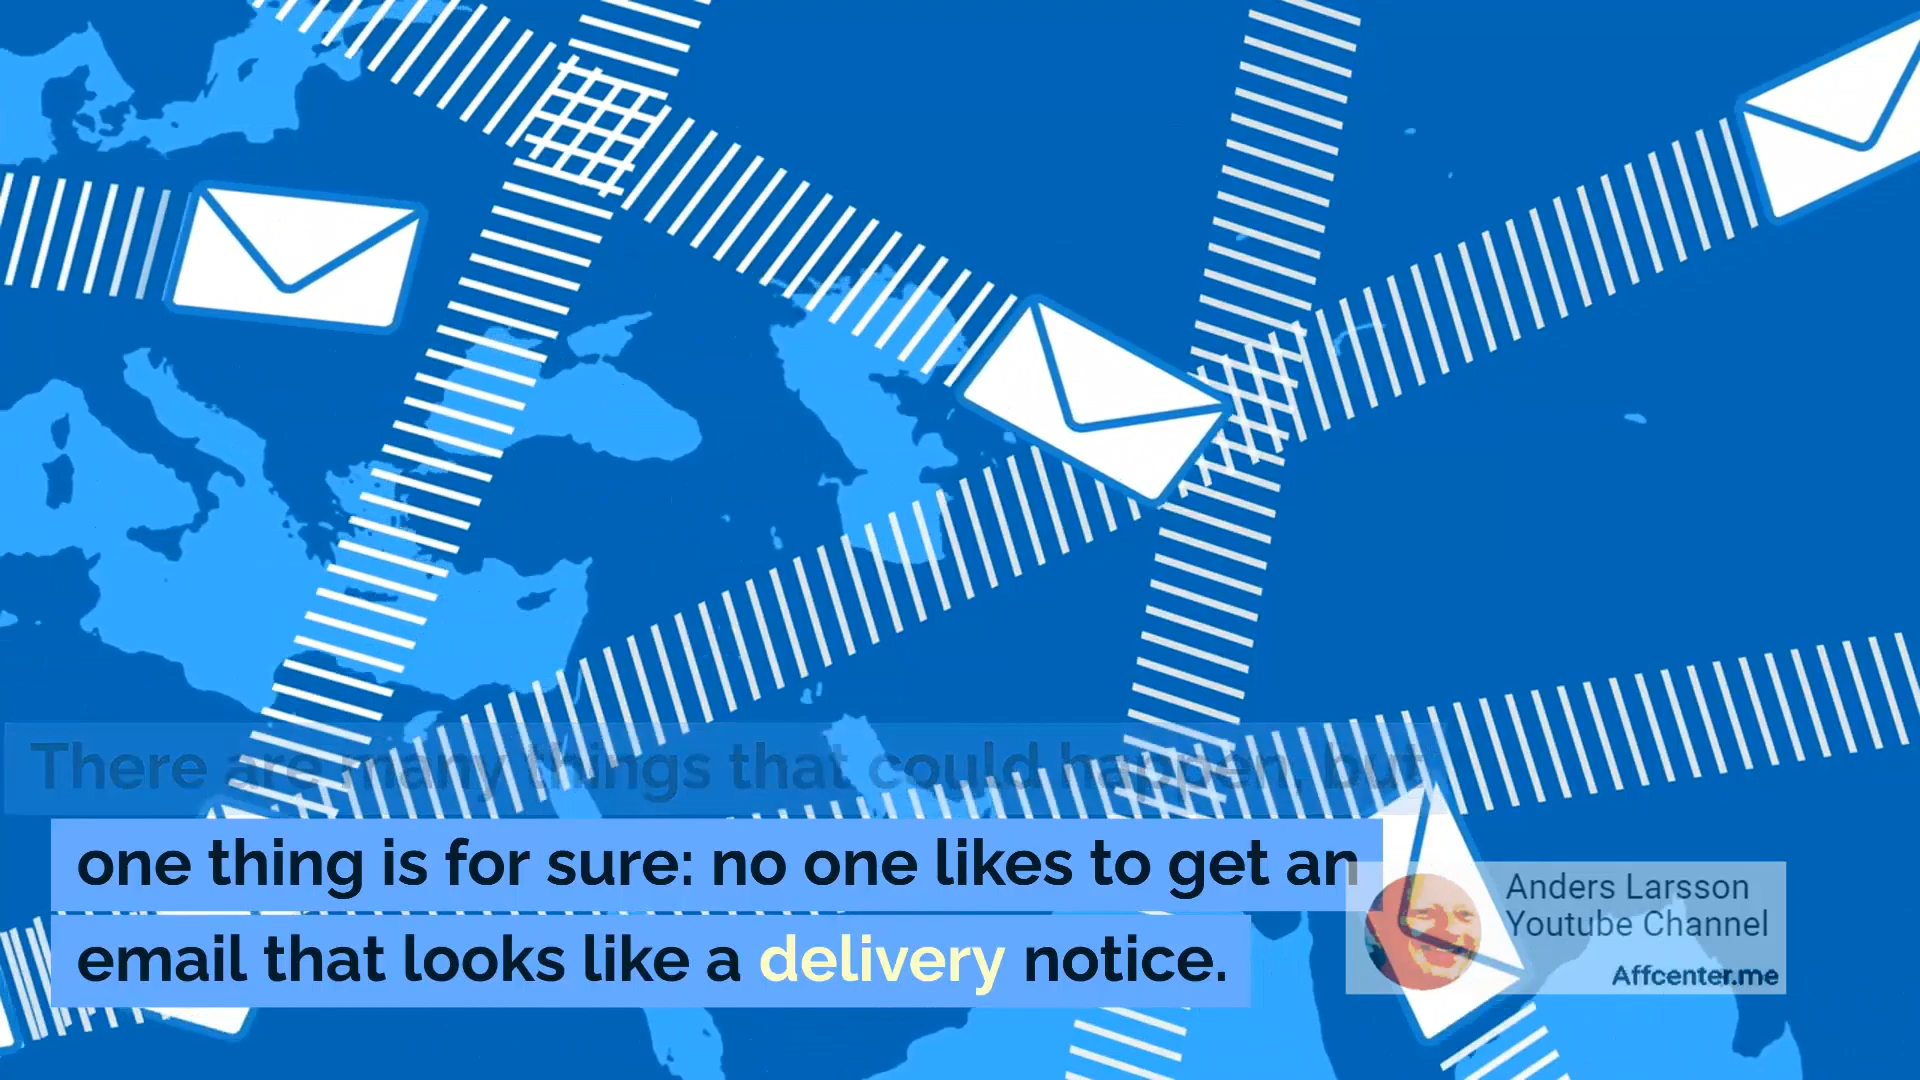 There are many things that could happen, but
one thing is for sure: no one likes to get an
email that looks like a delivery notice.
Anders Larsson
Youtube Channel
Affcenter.me